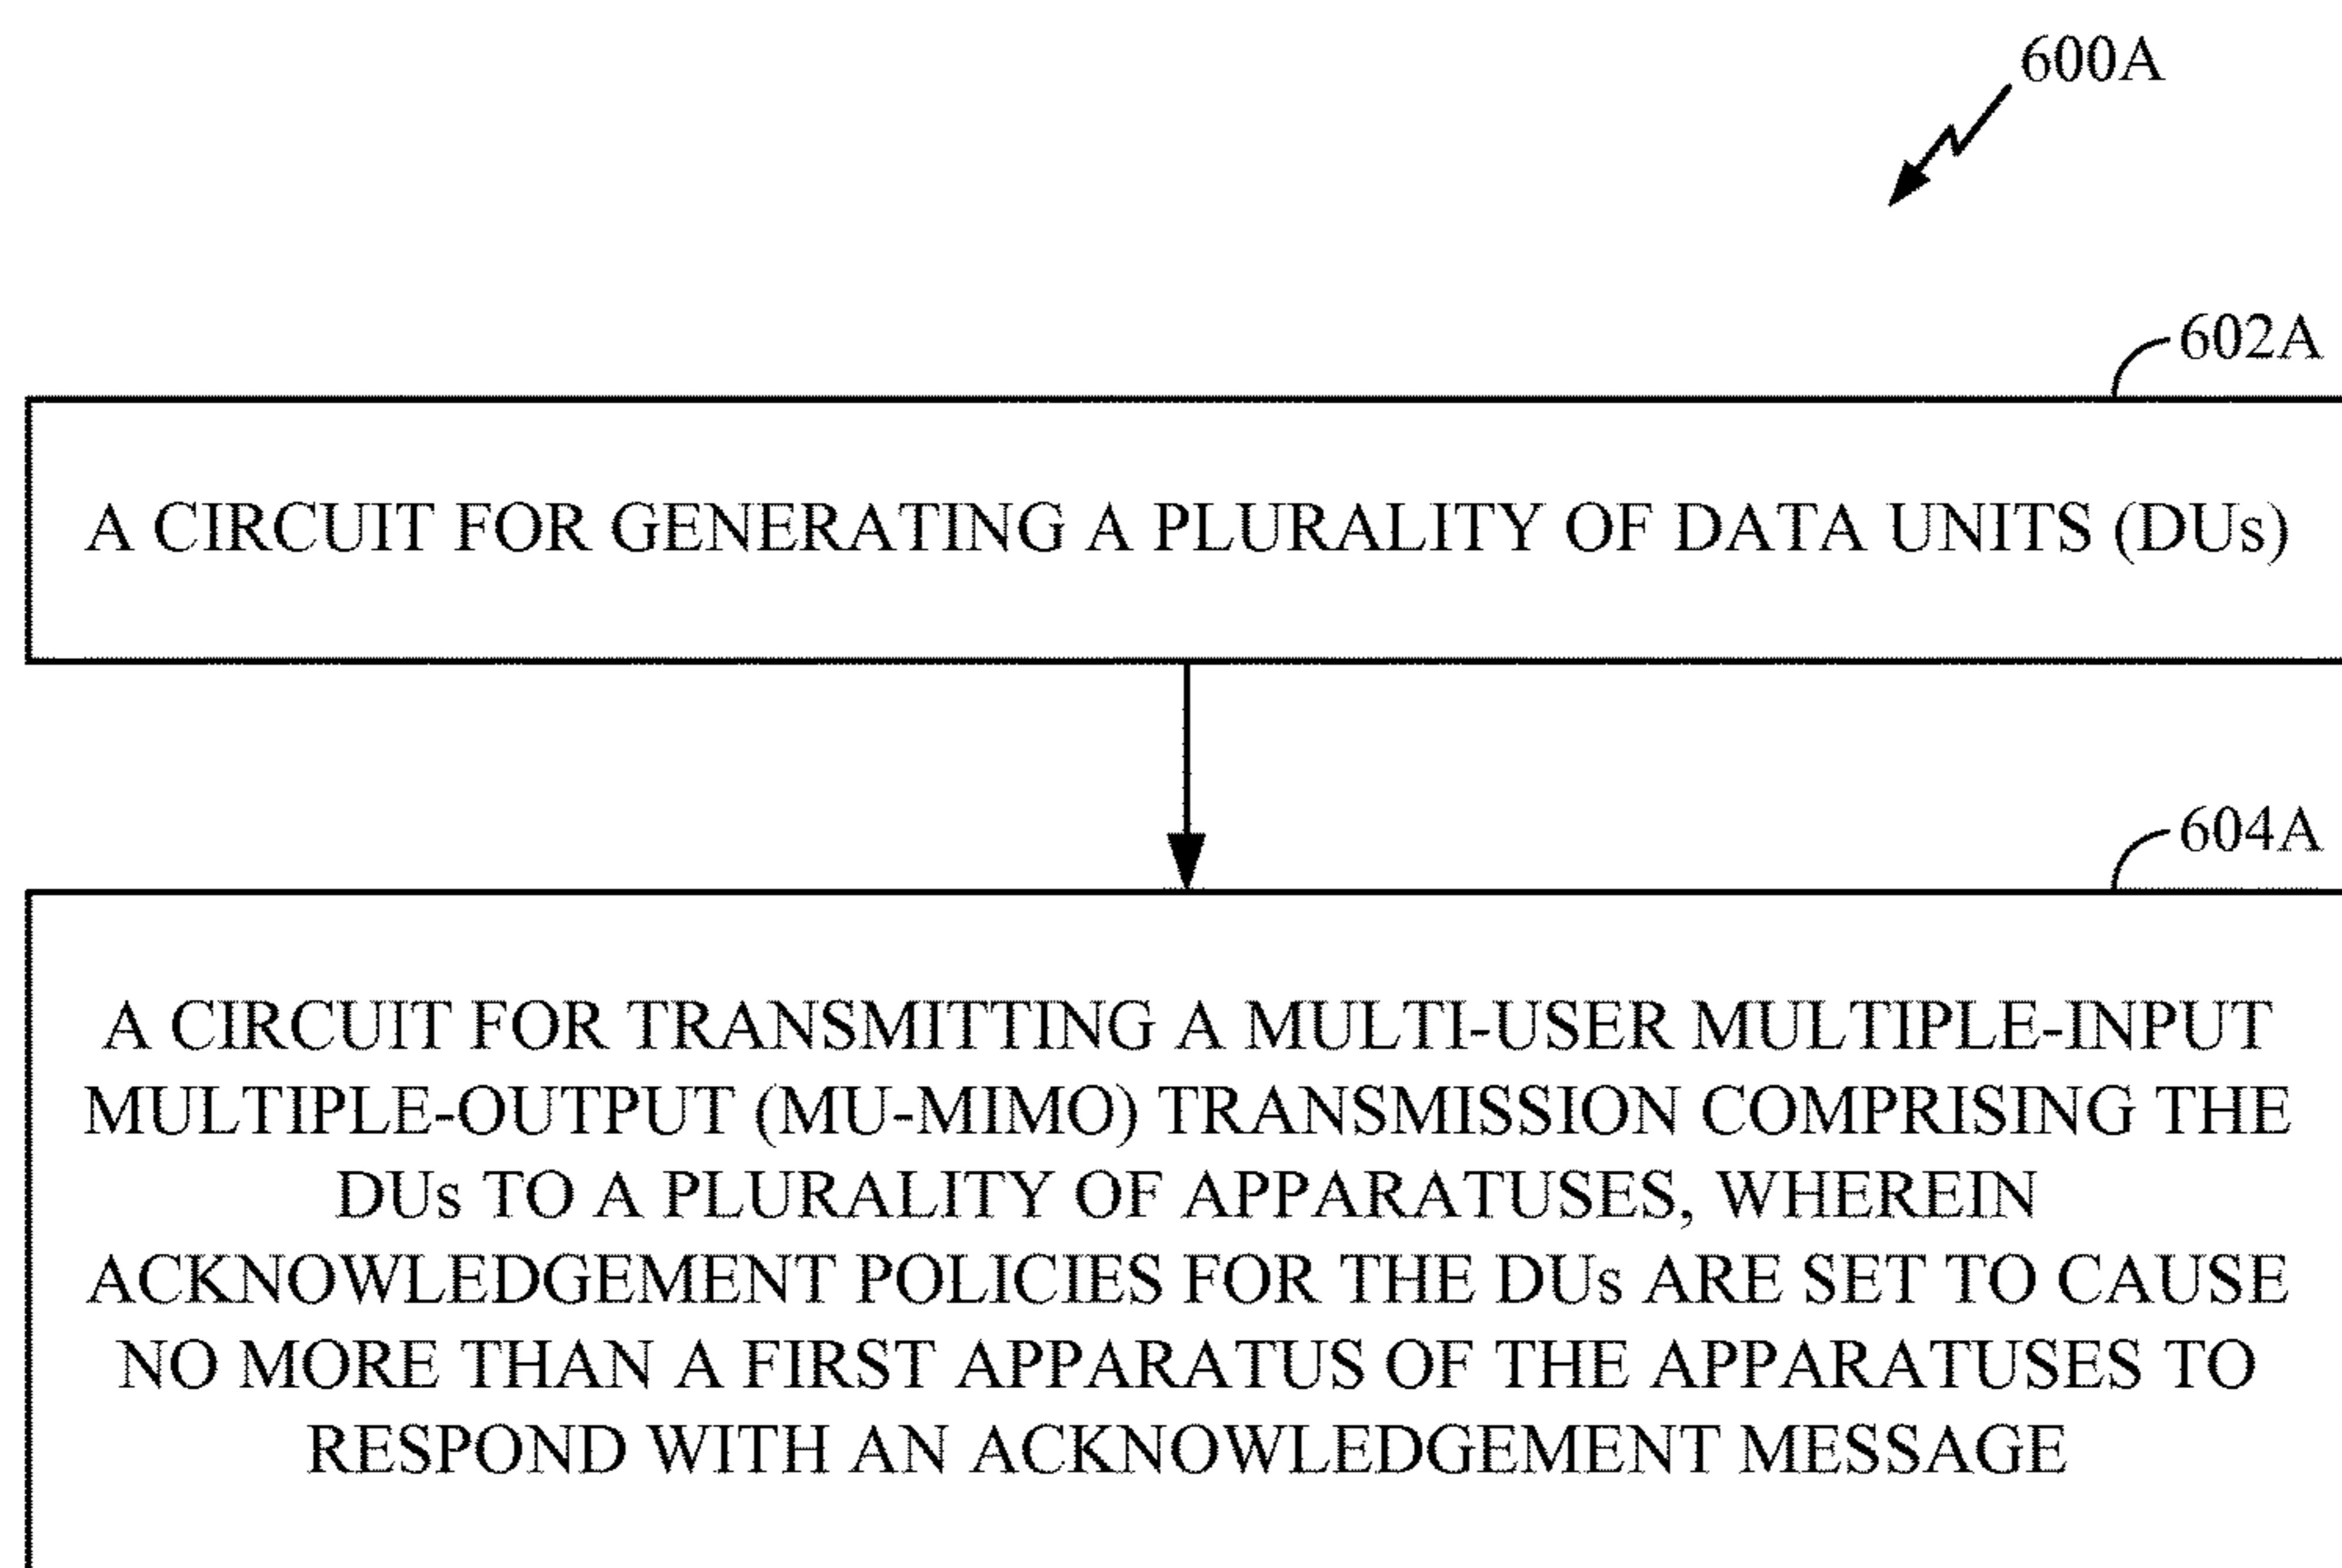 600A
602A
A CIRCUIT FOR GENERATING A PLURALITY OF DATA UNITS (DUs)
604A
A CIRCUIT FOR TRANSMITTING A MULTI-USER MULTIPLE-INPUT
MULTIPLE-OUTPUT (MU-MIMO) TRANSMISSION COMPRISING THE
DUs TO A PLURALITY OF APPARATUSES, WHEREIN
ACKNOWLEDGEMENT POLICIES FOR THE DUs ARE SET TO CAUSE
NO MORE THAN A FIRST APPARATUS OF THE APPARATUSES TO
RESPOND WITH AN ACKNOWLEDGEMENT MESSAGE